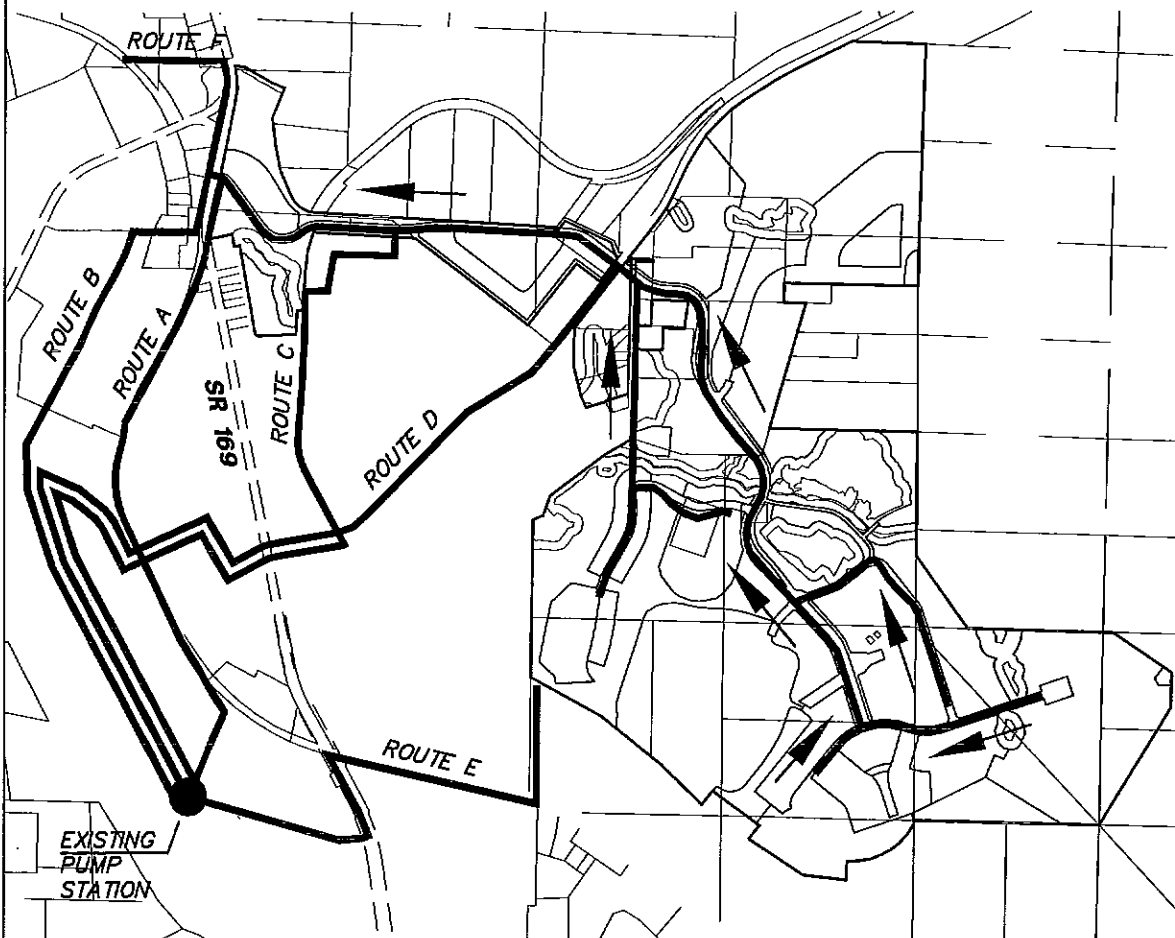 ROUTE F
ROUTE B
ROUTE A
SR 169
ROUTE C
ROUTE D
ROUTE E
EXISTING
PUMP
STATION